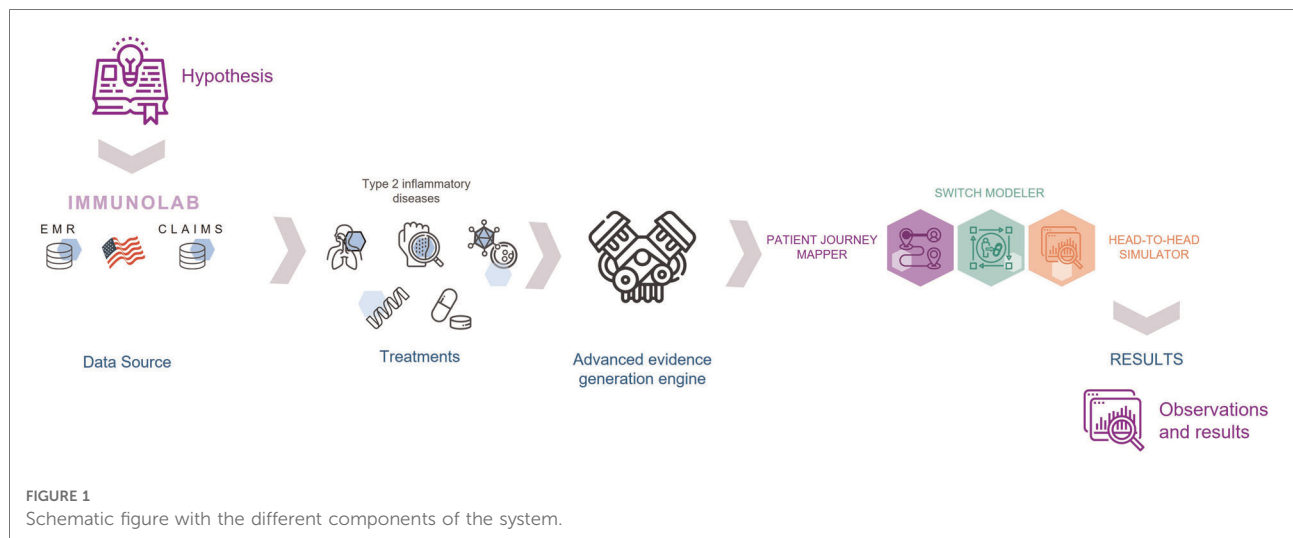 Hypothesis
IMMUNOLAB
EMR
CLAIMS
Data Source
Type 2 inflammatory
diseases
Treatments
Advanced evidence
generation engine
PATIENT JOURNEY
MAPPER
SWITCH MODELER
HEAD-TO-HEAD
SIMULATOR
RESULTS
Observations
and results
FIGURE 1
Schematic figure with the different components of the system.